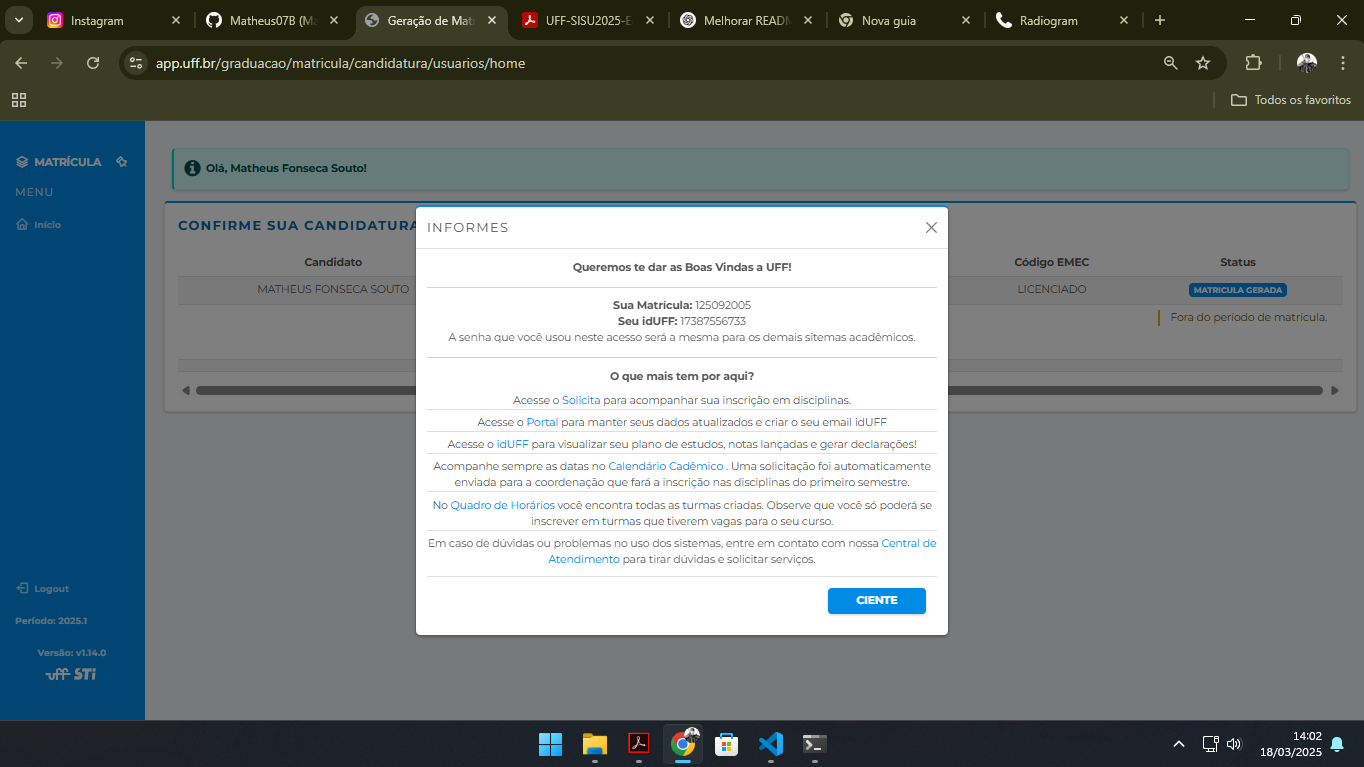 Instagram
Matheus07B (Ma
Geração de Mat
UFF-SISU2025-E
Melhorar READM
Nova guia
Radiogram
app.uff.br/graduacao/matricula/candidatura/usuarios/home
Todos os favoritos
MATRÍCULA
MENU
Início
Olá, Matheus Fonseca Souto!
CONFIRME SUA CANDIDATURA
Candidato
Código EMEC
Status
MATHEUS FONSECA SOUTO
LICENCIADO
MATRICULA GERADA
Fora do período de matrícula.
INFORMES
Queremos te dar as Boas Vindas a UFF!
Sua Matrícula: 125092005
Seu idUFF: 17387556733
A senha que você usou neste acesso será a mesma para os demais sitemas acadêmicos.
O que mais tem por aqui?
Acesse o Solicita para acompanhar sua inscrição em disciplinas.
Acesse o Portal para manter seus dados atualizados e criar o seu email idUFF
Acesse o idUFF para visualizar seu plano de estudos, notas lançadas e gerar declarações!
Acompanhe sempre as datas no Calendário Cadêmico . Uma solicitação foi automaticamente
enviada para a coordenação que fará a inscrição nas disciplinas do primeiro semestre.
No Quadro de Horários você encontra todas as turmas criadas. Observe que você só poderá se
inscrever em turmas que tiverem vagas para o seu curso.
Em caso de dúvidas ou problemas no uso dos sistemas, entre em contato com nossa Central de
Atendimento para tirar dúvidas e solicitar serviços.
CIENTE
Logout
Período: 2025.1
Versão: v1.14.0
uff STi
14:02
18/03/2025